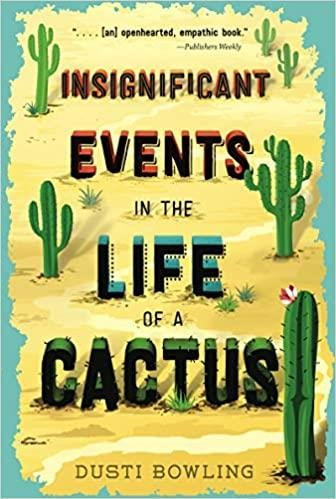 ". . . . [an] openhearted, empathic book."
—Publishers Weekly
INSIGNIFICANT
EVENTS
IN THE
LIFE
OF A
CACTUS
DUSTI BOWLING